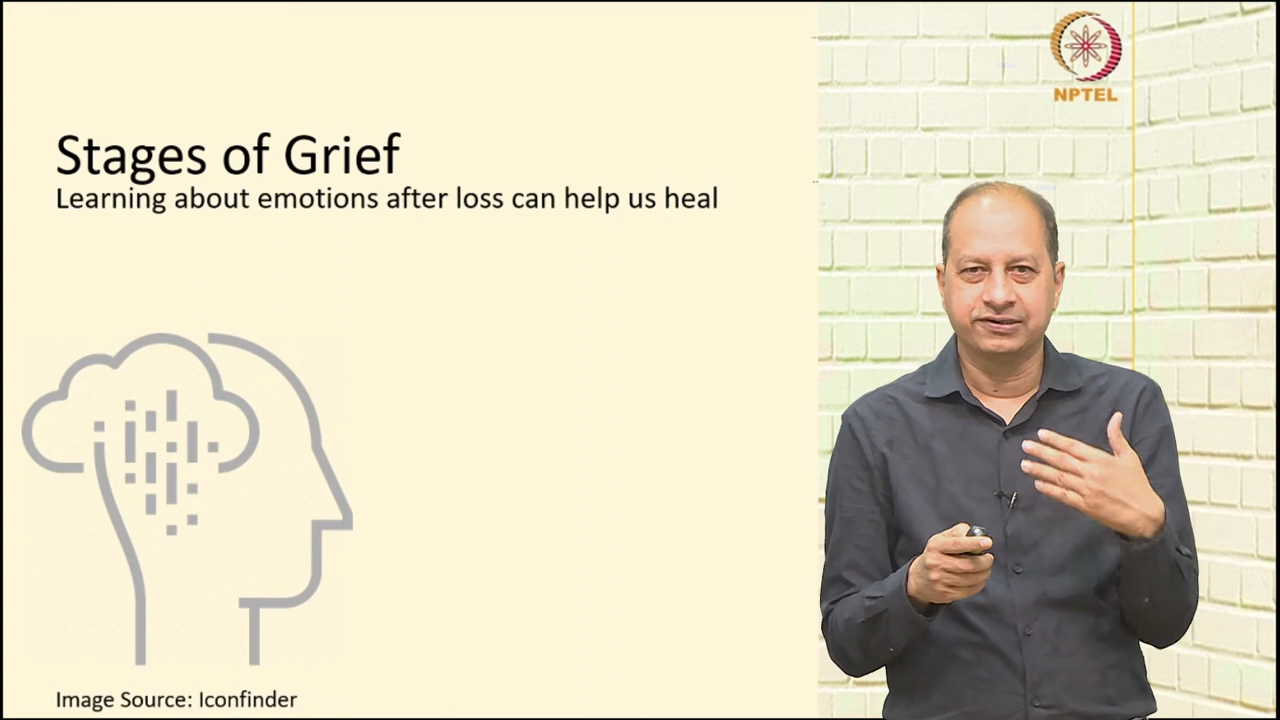 Stages of Grief
Learning about emotions after loss can help us heal
Image Source: Iconfinder
NPTEL